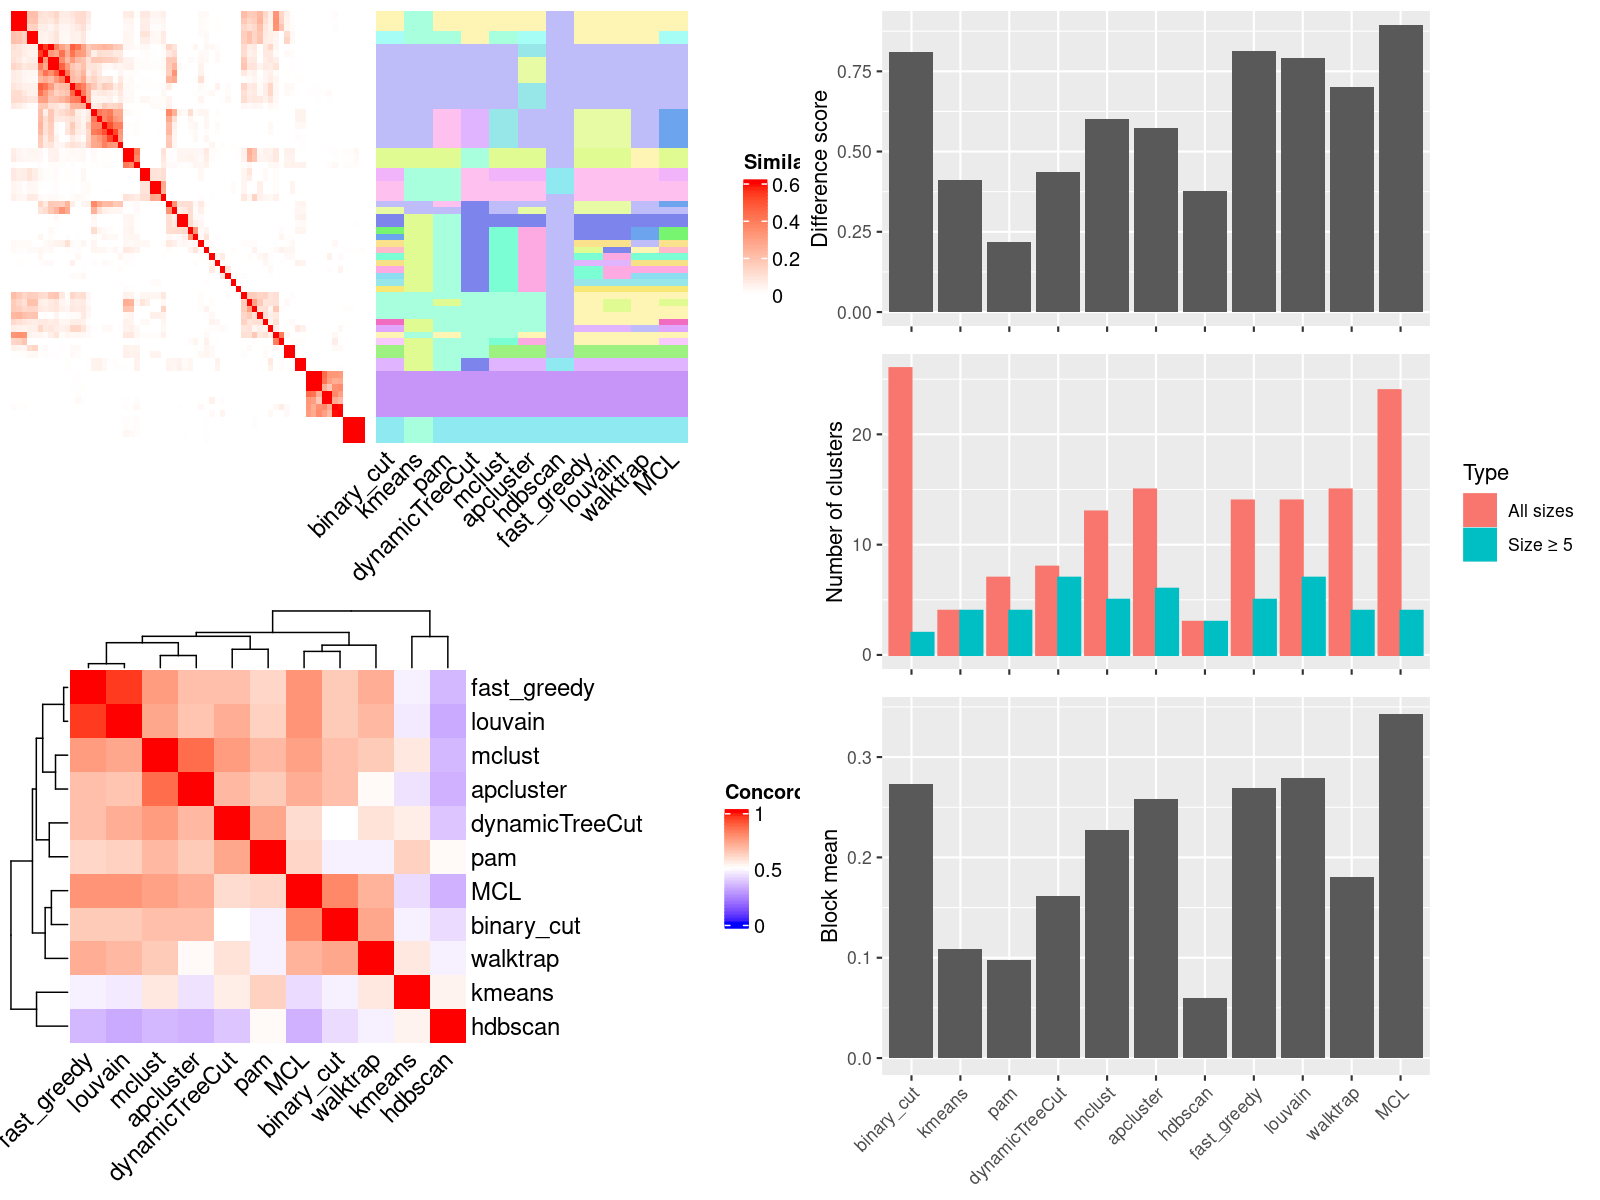 Simila
0.6
0.4
0.2
0
binary_cut
kmeans
pam
dynamicTreeCut
mclust
apcluster
hdbscan
fast_greedy
louvain
walktrap
MCL
fast_greedy
louvain
mclust
apcluster
dynamicTreeCut
pam
MCL
binary_cut
walktrap
kmeans
hdbscan
fast_greedy
louvain
mclust
apcluster
dynamicTreeCut
pam
MCL
binary_cut
walktrap
kmeans
hdbscan
Concord
1
0.5
0
Difference score
0.75
0.50
0.25
0.00
Number of clusters
20
10
0
Type
All sizes
Size ≥ 5
Block mean
0.3
0.2
0.1
0.0
binary_cut
kmeans
pam
dynamicTreeCut
mclust
apcluster
hdbscan
fast_greedy
louvain
walktrap
MCL